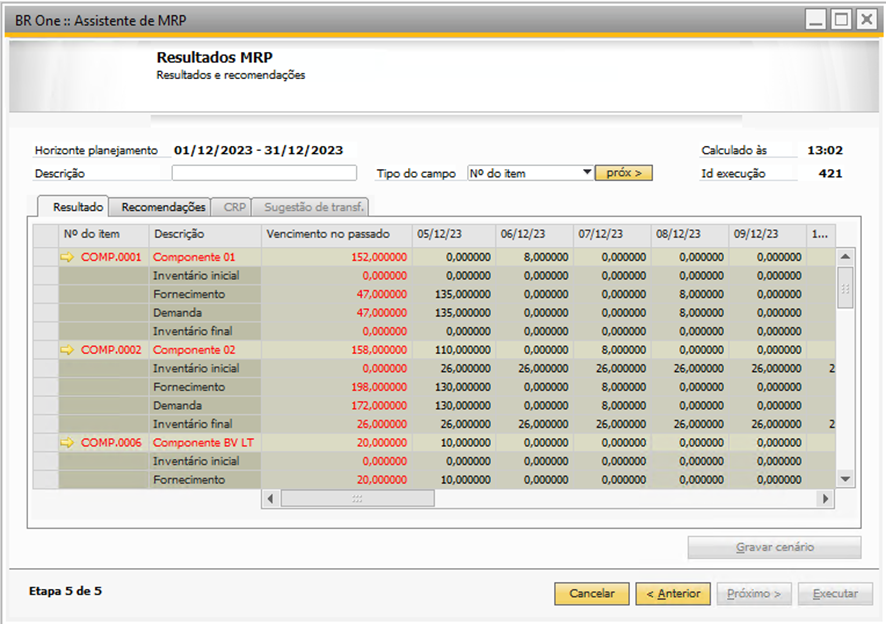 BR One :: Assistente de MRP
Resultados MRP
Resultados e recomendações
Horizonte planejamento 01/12/2023 - 31/12/2023 Calculado às 13:02
Descrição Tipo do campo Nº do item próx > Id execução 421
Resultado Recomendações CRP Sugestão de transf.
Nº do item Descrição Vencimento no passado 05/12/23 06/12/23 07/12/23 08/12/23 09/12/23 1...
COMP.0001 Componente 01 152,000000 0,000000 8,000000 0,000000 0,000000 0,000000
Inventário inicial 0,000000 0,000000 0,000000 0,000000 0,000000 0,000000
Fornecimento 47,000000 135,000000 0,000000 0,000000 8,000000 0,000000
Demanda 47,000000 135,000000 0,000000 0,000000 8,000000 0,000000
Inventário final 0,000000 0,000000 0,000000 0,000000 0,000000 0,000000
COMP.0002 Componente 02 158,000000 110,000000 0,000000 8,000000 0,000000 0,000000
Inventário inicial 0,000000 26,000000 26,000000 26,000000 26,000000 26,000000 2
Fornecimento 198,000000 130,000000 0,000000 8,000000 0,000000 0,000000
Demanda 172,000000 130,000000 0,000000 8,000000 0,000000 0,000000
Inventário final 26,000000 26,000000 26,000000 26,000000 26,000000 26,000000 2
COMP.0006 Componente BV LT 20,000000 10,000000 0,000000 0,000000 0,000000 0,000000
Inventário inicial 0,000000 0,000000 0,000000 0,000000 0,000000 0,000000
Fornecimento 20,000000 10,000000 0,000000 0,000000 0,000000 0,000000
Gravar cenário
Etapa 5 de 5 Cancelar < Anterior Próximo > Executar